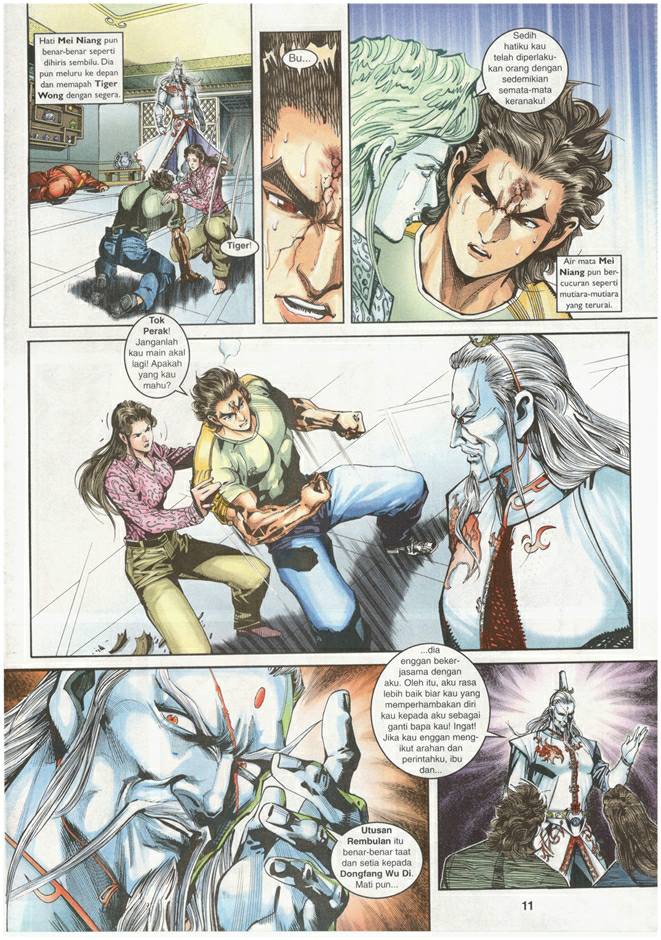 Hati Mei Niang pun
benar-benar seperti
dihiris sembilu. Dia
pun meluru ke depan
dan memapah Tiger
Wong dengan segera.
Tiger!
Bu...
Sedih
hatiku kau
telah diperlaku-
kan orang dengan
sedemikian
semata-mata
keranaku!
Air mata Mei
Niang pun ber-
cucuran seperti
mutiara-mutiara
yang terurai.
Tok
Perak!
Janganlah
kau main akal
lagi! Apakah
yang kau
mahu?
Utusan
Rembulan itu
benar-benar taat
dan setia kepada
Dongfang Wu Di.
Mati pun...
...dia
enggan beker-
jasama dengan
aku. Oleh itu, aku rasa
lebih baik biar kau yang
memperhambakan diri
kau kepada aku sebagai
ganti bapa kau! Ingat!
Jika kau enggan meng-
ikut arahan dan
perintahku, ibu
dan...
11